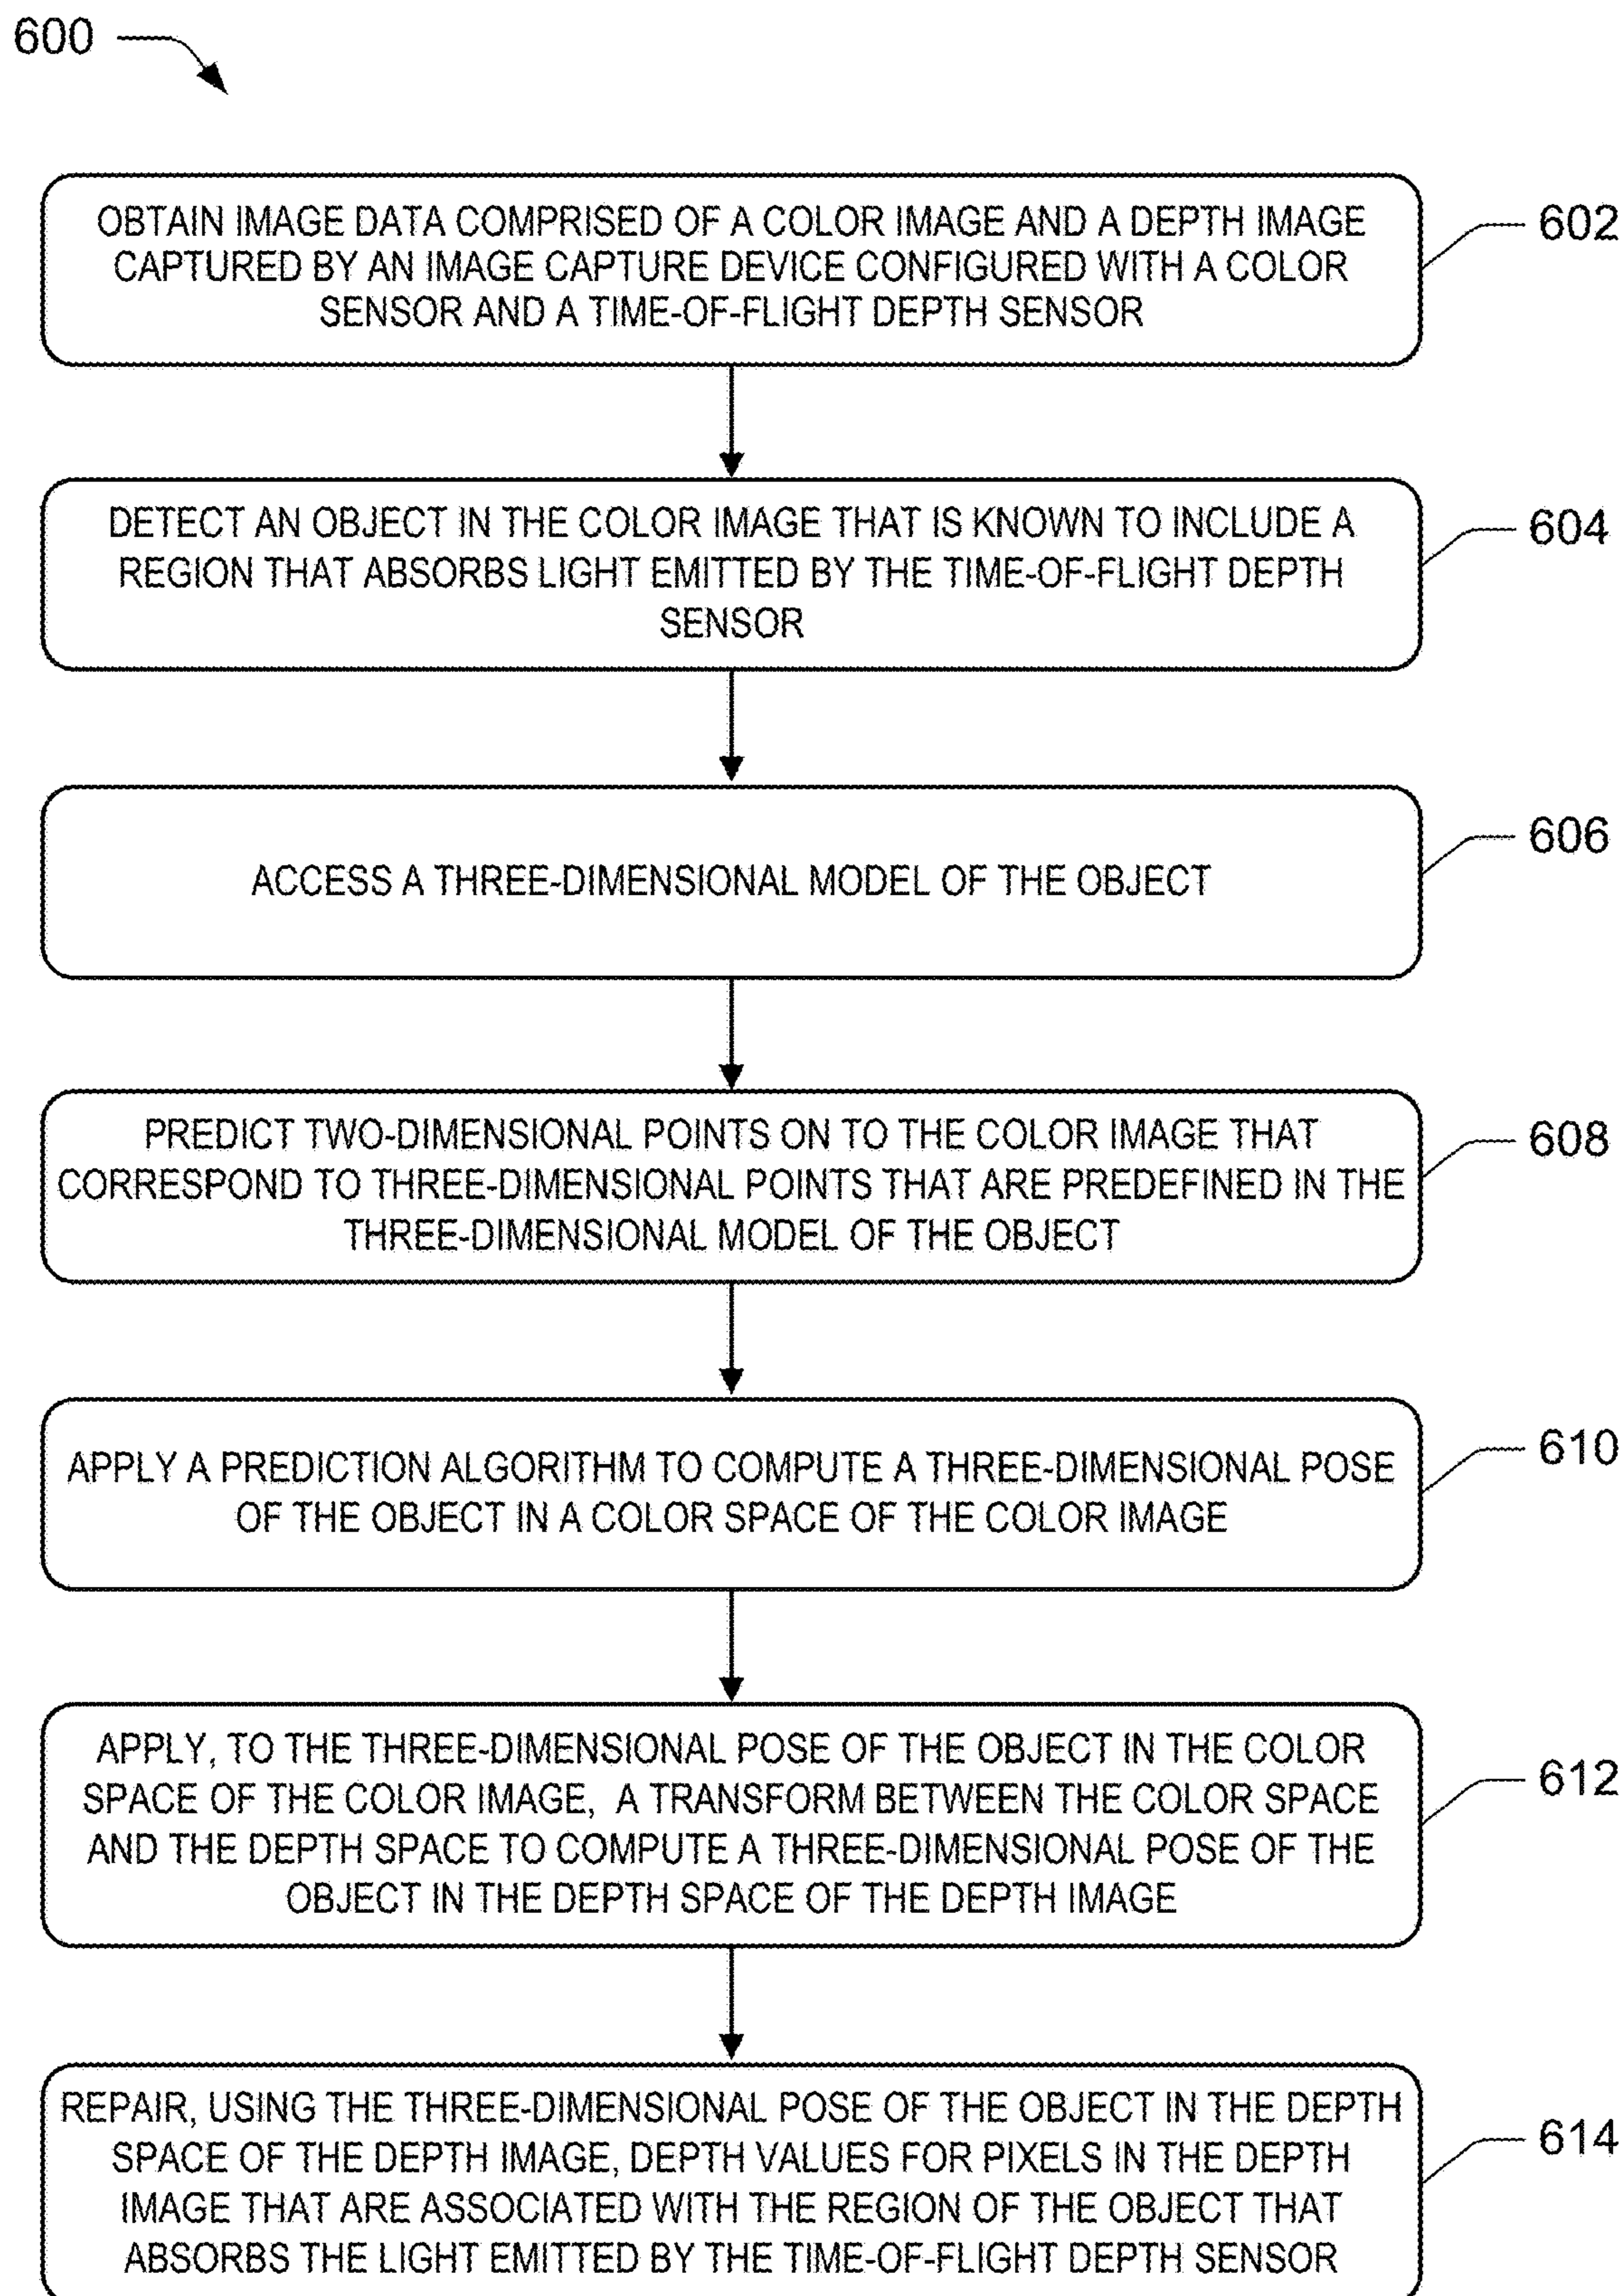 600
OBTAIN IMAGE DATA COMPRISED OF A COLOR IMAGE AND A DEPTH IMAGE
CAPTURED BY AN IMAGE CAPTURE DEVICE CONFIGURED WITH A COLOR
SENSOR AND A TIME-OF-FLIGHT DEPTH SENSOR
602
DETECT AN OBJECT IN THE COLOR IMAGE THAT IS KNOWN TO INCLUDE A
REGION THAT ABSORBS LIGHT EMITTED BY THE TIME-OF-FLIGHT DEPTH
SENSOR
604
ACCESS A THREE-DIMENSIONAL MODEL OF THE OBJECT
606
PREDICT TWO-DIMENSIONAL POINTS ON TO THE COLOR IMAGE THAT
CORRESPOND TO THREE-DIMENSIONAL POINTS THAT ARE PREDEFINED IN THE
THREE-DIMENSIONAL MODEL OF THE OBJECT
608
APPLY A PREDICTION ALGORITHM TO COMPUTE A THREE-DIMENSIONAL POSE
OF THE OBJECT IN A COLOR SPACE OF THE COLOR IMAGE
610
APPLY, TO THE THREE-DIMENSIONAL POSE OF THE OBJECT IN THE COLOR
SPACE OF THE COLOR IMAGE, A TRANSFORM BETWEEN THE COLOR SPACE
AND THE DEPTH SPACE TO COMPUTE A THREE-DIMENSIONAL POSE OF THE
OBJECT IN THE DEPTH SPACE OF THE DEPTH IMAGE
612
REPAIR, USING THE THREE-DIMENSIONAL POSE OF THE OBJECT IN THE DEPTH
SPACE OF THE DEPTH IMAGE, DEPTH VALUES FOR PIXELS IN THE DEPTH
IMAGE THAT ARE ASSOCIATED WITH THE REGION OF THE OBJECT THAT
ABSORBS THE LIGHT EMITTED BY THE TIME-OF-FLIGHT DEPTH SENSOR
614